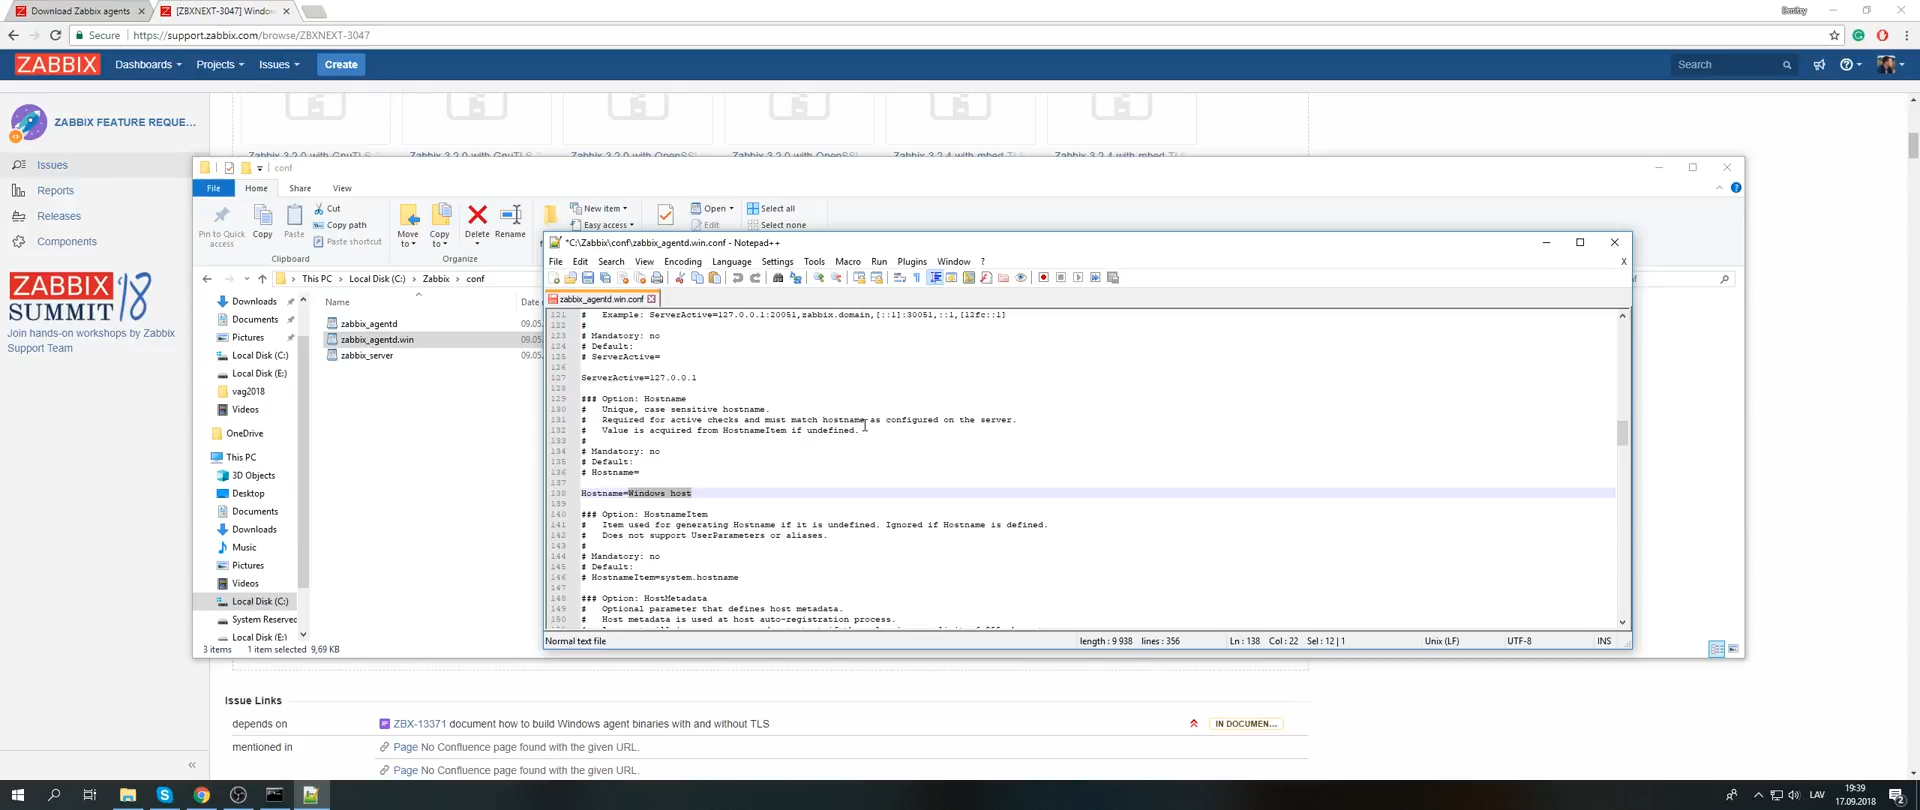 Download Zabbix agents
[ZBXNEXT-3047] Window
Dmitry
Secure
https://support.zabbix.com/browse/ZBXNEXT-3047
ZABBIX
Dashboards
Projects
Issues
Create
Search
ZABBIX FEATURE REQUE...
Issues
Reports
Releases
Components
ZABBIX
SUMMIT '18
Join hands-on workshops by Zabbix
Support Team
conf
File
Home
Share
View
Pin to Quick
access
Copy
Paste
Cut
Copy path
Paste shortcut
Clipboard
Move
to
Copy
to
Delete
Rename
Organize
New item
Easy access
Open
Edit
Select all
Select none
This PC
Local Disk (C:)
Zabbix
conf
Downloads
Documents
Pictures
Local Disk (C:)
Local Disk (E:)
vag2018
Videos
OneDrive
This PC
3D Objects
Desktop
Documents
Downloads
Music
Pictures
Videos
Local Disk (C:)
System Reserved
Local Disk (E:)
Name
zabbix_agentd
09.05.
zabbix_agentd.win
09.05.
zabbix_server
09.05.
3 items
1 item selected 9,69 KB
*C:\Zabbix\conf\zabbix_agentd.win.conf - Notepad++
File Edit Search View Encoding Language Settings Tools Macro Run Plugins Window ?
X
zabbix_agentd.win.conf
121 # Example: ServerActive=127.0.0.1:20051,zabbix.domain,[::1]:30051,::1,[12fc::1]
122 #
123 # Mandatory: no
124 # Default:
125 # ServerActive=
126
127 ServerActive=127.0.0.1
128
129 ### Option: Hostname
130 # Unique, case sensitive hostname.
131 # Required for active checks and must match hostname as configured on the server.
132 # Value is acquired from HostnameItem if undefined.
133 #
134 # Mandatory: no
135 # Default:
136 # Hostname=
137
138 Hostname=Windows host
139
140 ### Option: HostnameItem
141 # Item used for generating Hostname if it is undefined. Ignored if Hostname is defined.
142 # Does not support UserParameters or aliases.
143 #
144 # Mandatory: no
145 # Default:
146 # HostnameItem=system.hostname
147
148 ### Option: HostMetadata
149 # Optional parameter that defines host metadata.
150 # Host metadata is used at host auto-registration process.
Normal text file
length : 9 938 lines : 356
Ln : 138 Col : 22 Sel : 12 | 1
Unix (LF)
UTF-8
INS
Issue Links
depends on
ZBX-13371 document how to build Windows agent binaries with and without TLS
IN DOCUMEN...
mentioned in
Page No Confluence page found with the given URL.
Page No Confluence page found with the given URL.
LAV
19:39
17.09.2018
2